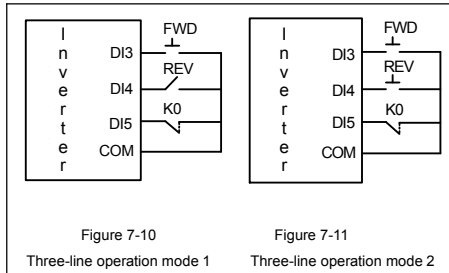 Inverter
FWD
DI3
REV
DI4
K0
DI5
COM
Inverter
FWD
DI3
REV
DI4
K0
DI5
COM
Figure 7-10
Three-line operation mode 1
Figure 7-11
Three-line operation mode 2